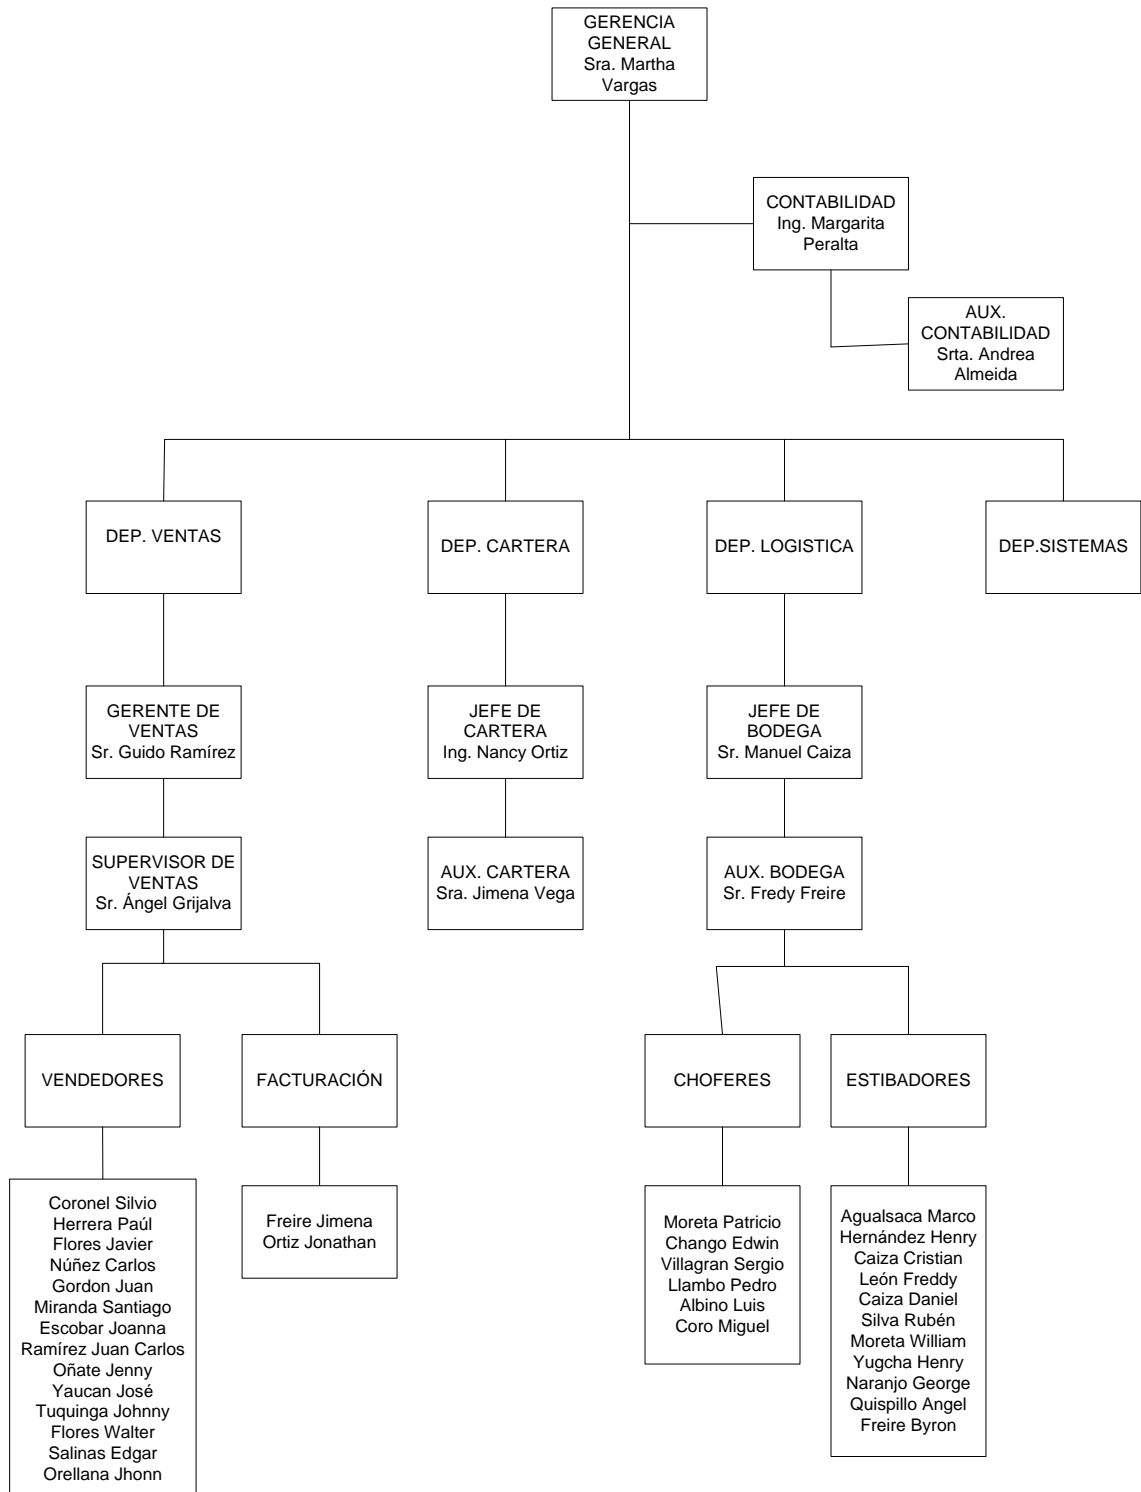 GERENCIA
GENERAL
Sra. Martha
Vargas
CONTABILIDAD
Ing. Margarita
Peralta
AUX.
CONTABILIDAD
Srta. Andrea
Almeida
DEP. VENTAS
DEP. CARTERA
DEP. LOGISTICA
DEP.SISTEMAS
GERENTE DE
VENTAS
Sr. Guido Ramírez
JEFE DE
CARTERA
Ing. Nancy Ortiz
JEFE DE
BODEGA
Sr. Manuel Caiza
SUPERVISOR DE
VENTAS
Sr. Ángel Grijalva
AUX. CARTERA
Sra. Jimena Vega
AUX. BODEGA
Sr. Fredy Freire
VENDEDORES
FACTURACIÓN
CHOFERES
ESTIBADORES
Coronel Silvio
Herrera Paúl
Flores Javier
Núñez Carlos
Gordon Juan
Miranda Santiago
Escobar Joanna
Ramírez Juan Carlos
Oñate Jenny
Yaucan José
Tuquinga Johnny
Flores Walter
Salinas Edgar
Orellana Jhonn
Freire Jimena
Ortiz Jonathan
Moreta Patricio
Chango Edwin
Villagran Sergio
Llambo Pedro
Albino Luis
Coro Miguel
Agualsaca Marco
Hernández Henry
Caiza Cristian
León Freddy
Caiza Daniel
Silva Rubén
Moreta William
Yugcha Henry
Naranjo George
Quispillo Angel
Freire Byron